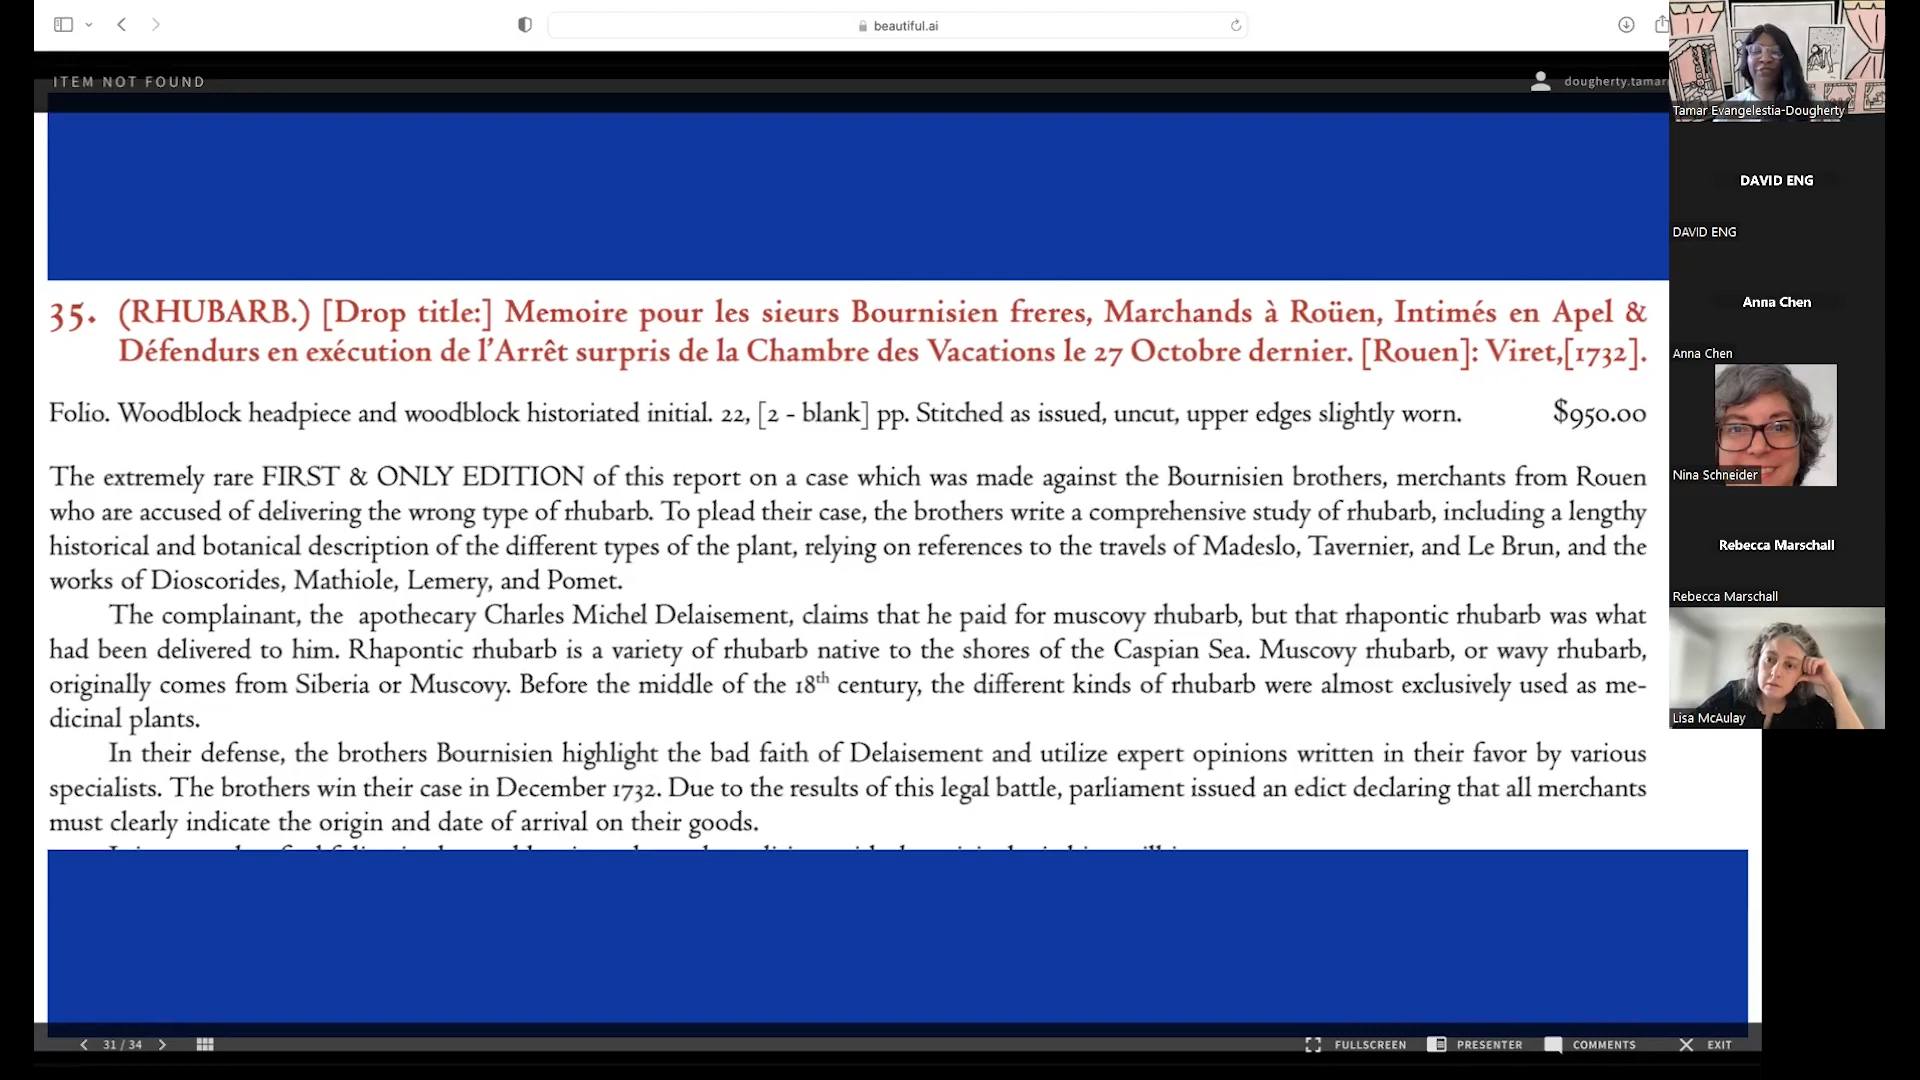 beautiful.ai
ITEM NOT FOUND
dougherty.tamar
35. (RHUBARB.) [Drop title:] Memoire pour les sieurs Bournisien freres, Marchands à Roüen, Intimés en Apel &
Défendurs en exécution de l'Arrêt surpris de la Chambre des Vacations le 27 Octobre dernier. [Rouen]: Viret,[1732].
Folio. Woodblock headpiece and woodblock historiated initial. 22, [2 - blank] pp. Stitched as issued, uncut, upper edges slightly worn. $950.00
The extremely rare FIRST & ONLY EDITION of this report on a case which was made against the Bournisien brothers, merchants from Rouen
who are accused of delivering the wrong type of rhubarb. To plead their case, the brothers write a comprehensive study of rhubarb, including a lengthy
historical and botanical description of the different types of the plant, relying on references to the travels of Madeslo, Tavernier, and Le Brun, and the
works of Dioscorides, Mathiole, Lemery, and Pomet.
The complainant, the apothecary Charles Michel Delaisement, claims that he paid for muscovy rhubarb, but that rhapontic rhubarb was what
had been delivered to him. Rhapontic rhubarb is a variety of rhubarb native to the shores of the Caspian Sea. Muscovy rhubarb, or wavy rhubarb,
originally comes from Siberia or Muscovy. Before the middle of the 18th century, the different kinds of rhubarb were almost exclusively used as me-
dicinal plants.
In their defense, the brothers Bournisien highlight the bad faith of Delaisement and utilize expert opinions written in their favor by various
specialists. The brothers win their case in December 1732. Due to the results of this legal battle, parliament issued an edict declaring that all merchants
must clearly indicate the origin and date of arrival on their goods.
31 / 34
FULLSCREEN
PRESENTER
COMMENTS
EXIT
Tamar Evangelestia-Dougherty
DAVID ENG
DAVID ENG
Anna Chen
Anna Chen
Nina Schneider
Rebecca Marschall
Rebecca Marschall
Lisa McAulay